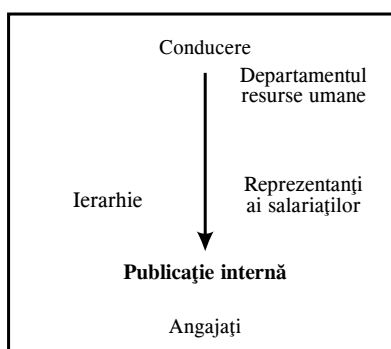 Conducere
Departamentul
resurse umane
Ierarhie
Reprezentanţi
ai salariaţilor
Publicaţie internă
Angajaţi